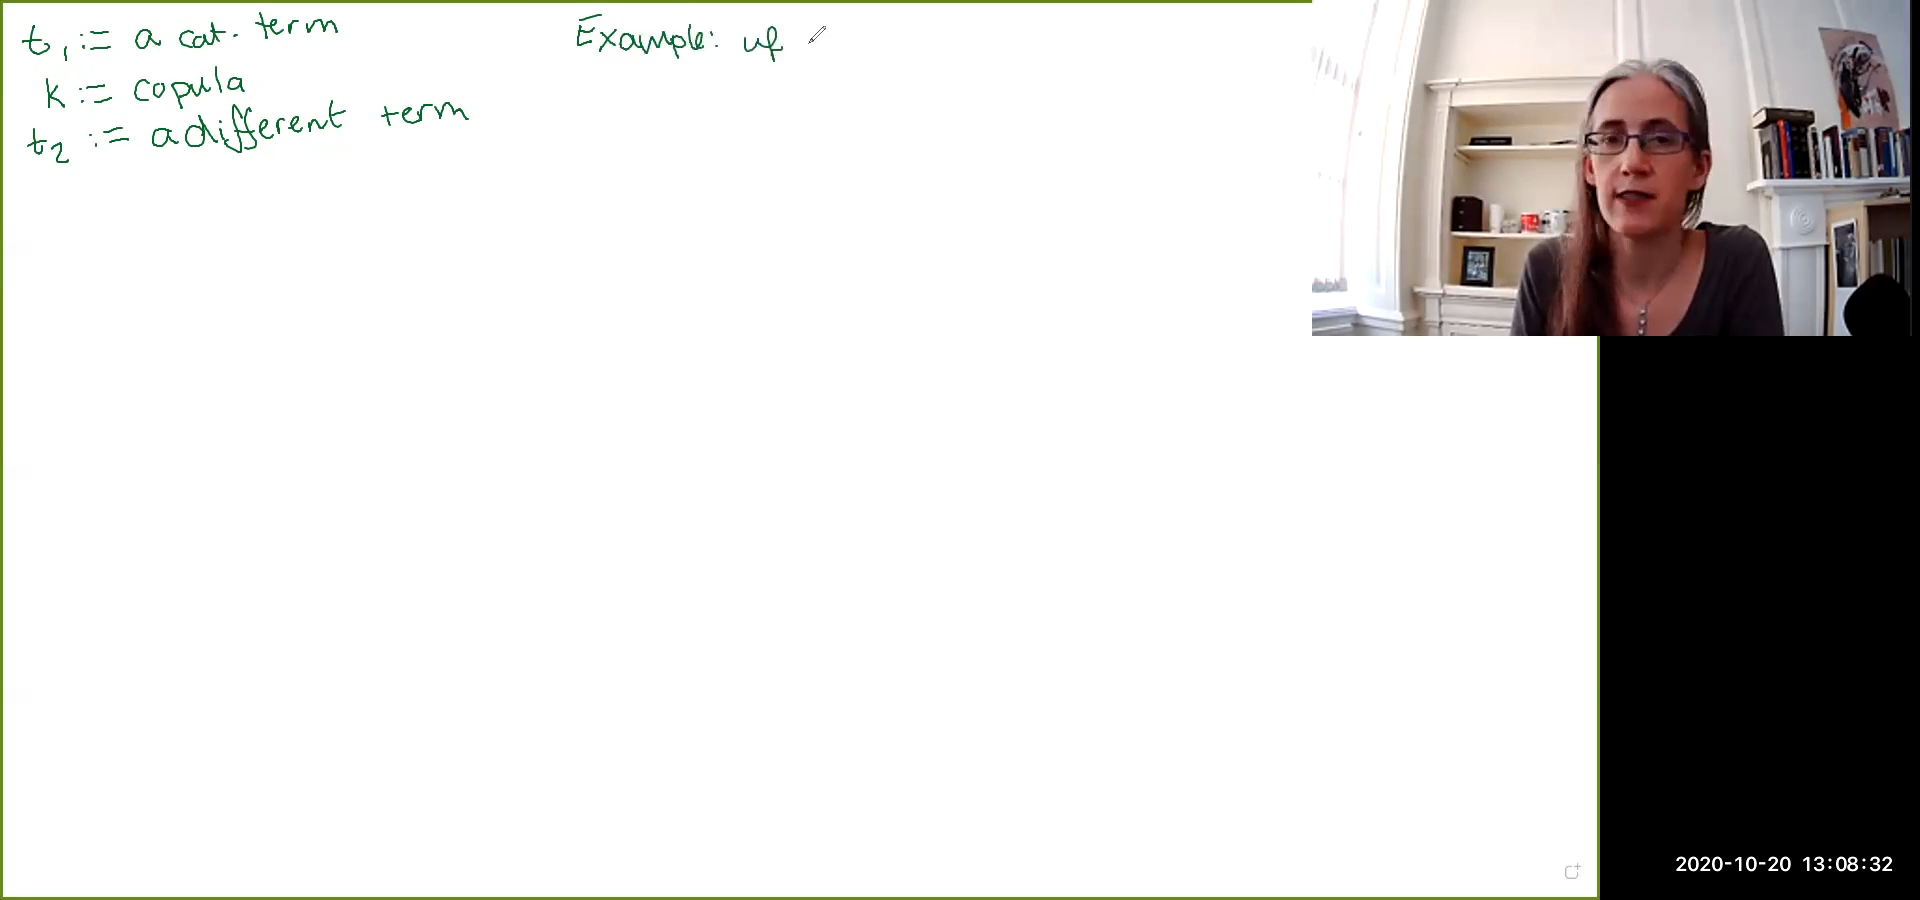 t₁ := a cat. term
k := copula
t₂ := a different term
Example: uf
2020-10-20 13:08:32